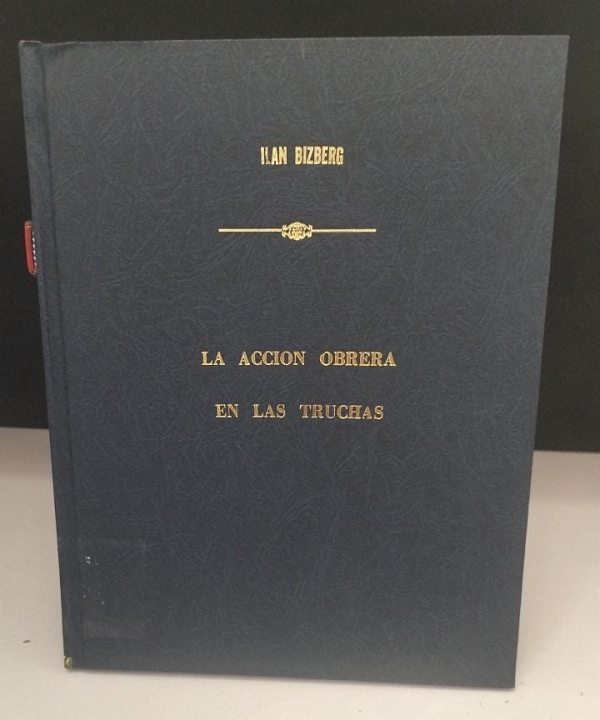 ILAN BIZBERG
LA ACCION OBRERA
EN LAS TRUCHAS